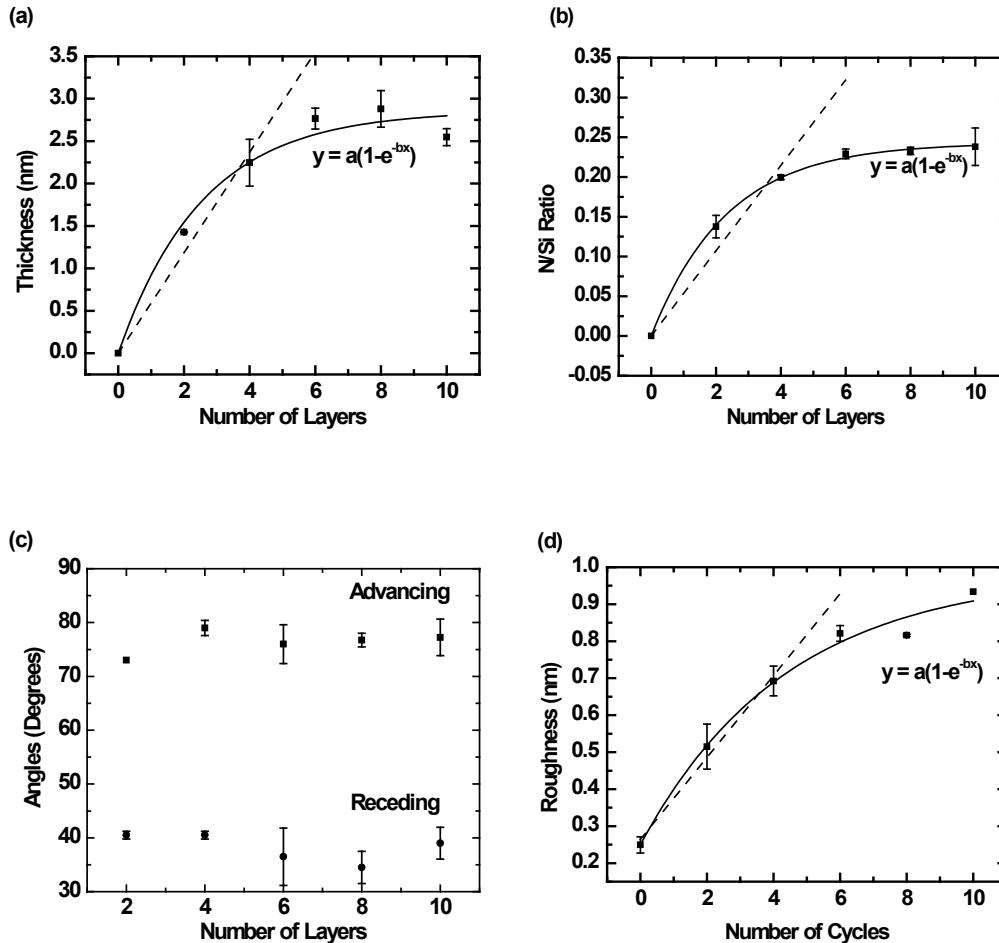 (a)
3.5
3.0
2.5
2.0
1.5
1.0
0.5
0.0
Thickness (nm)
y = a(1-e^-bx)
0 2 4 6 8 10
Number of Layers
(b)
0.35
0.30
0.25
0.20
0.15
0.10
0.05
0.00
-0.05
N/Si Ratio
y = a(1-e^-bx)
0 2 4 6 8 10
Number of Layers
(c)
90
80
70
60
50
40
30
Angles (Degrees)
Advancing
Receding
2 4 6 8 10
Number of Layers
(d)
1.0
0.9
0.8
0.7
0.6
0.5
0.4
0.3
0.2
Roughness (nm)
y = a(1-e^-bx)
0 2 4 6 8 10
Number of Cycles